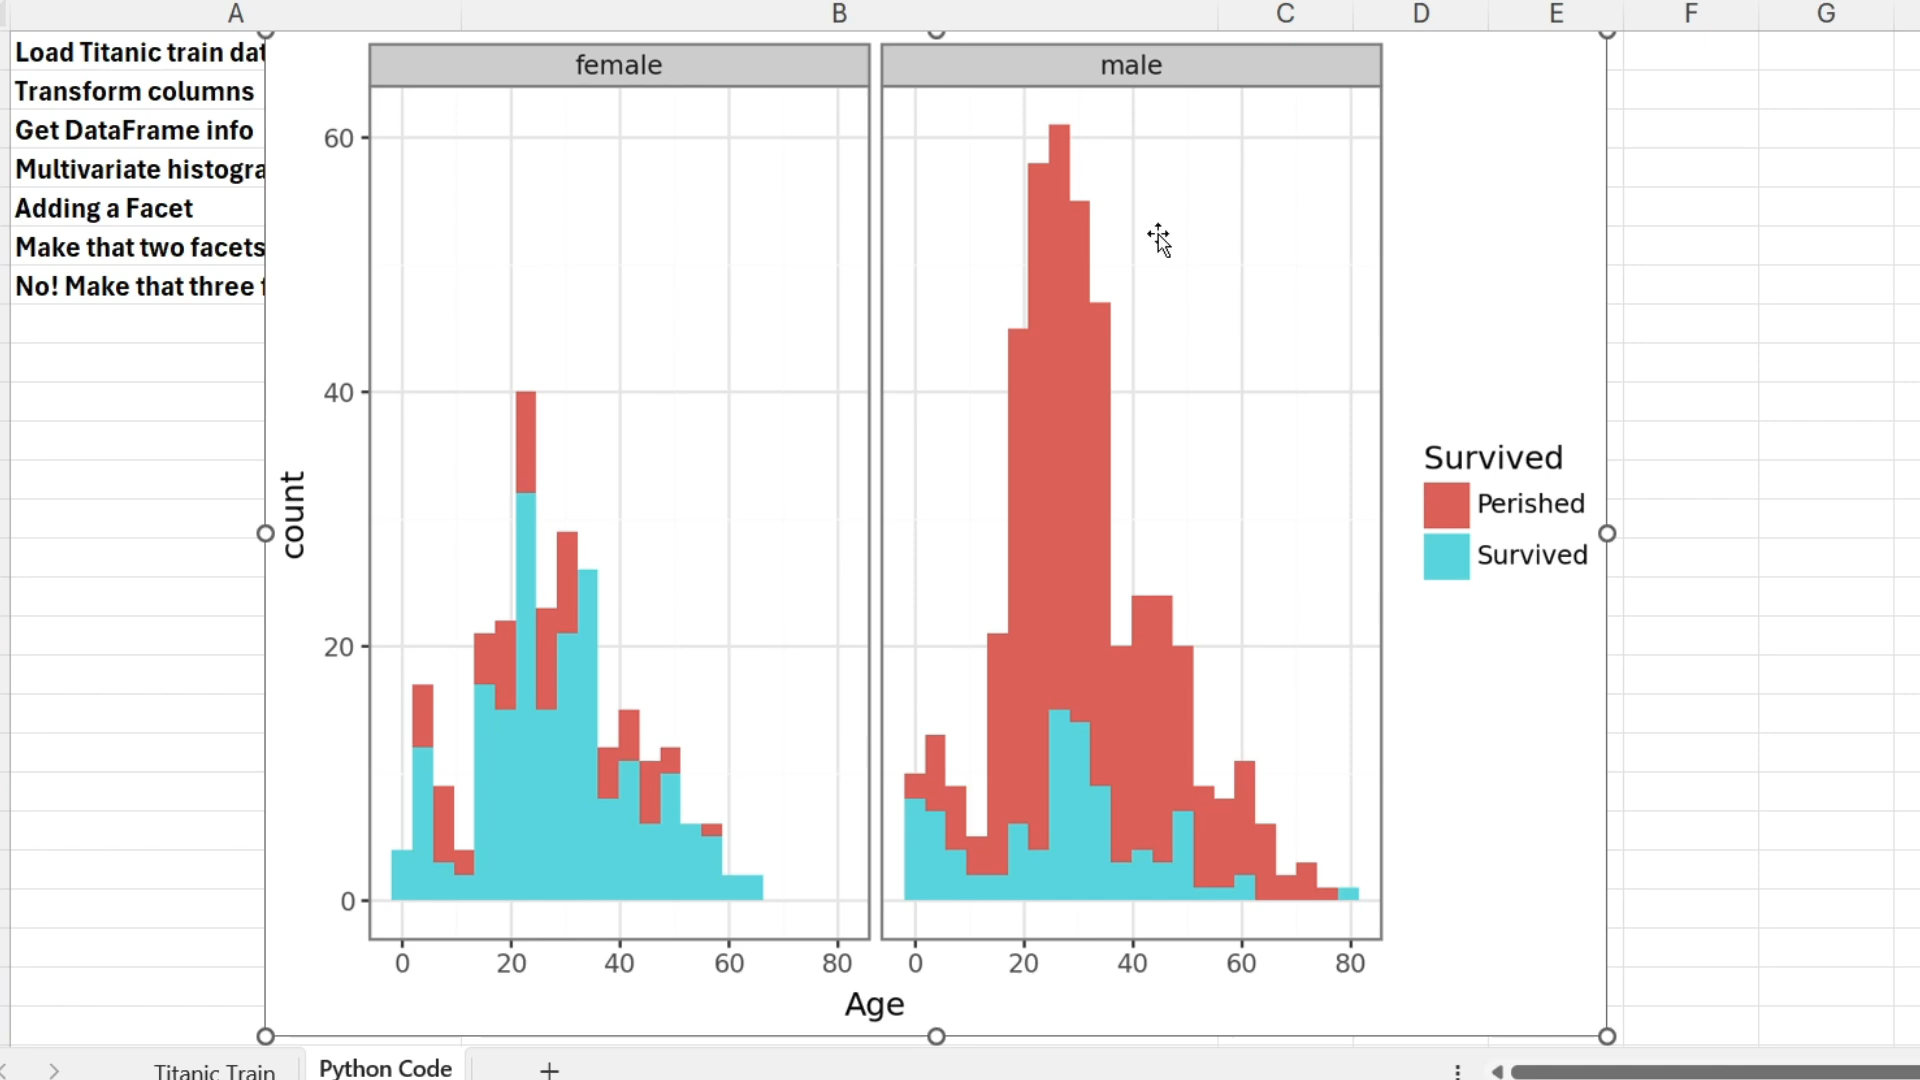 A B C D E F G
Load Titanic train dat
Transform columns
Get DataFrame info
Multivariate histogra
Adding a Facet
Make that two facets
No! Make that three f
female male
60
40
20
0
count
0 20 40 60 80 0 20 40 60 80
Age
Survived
Perished
Survived
Titanic Train Python Code